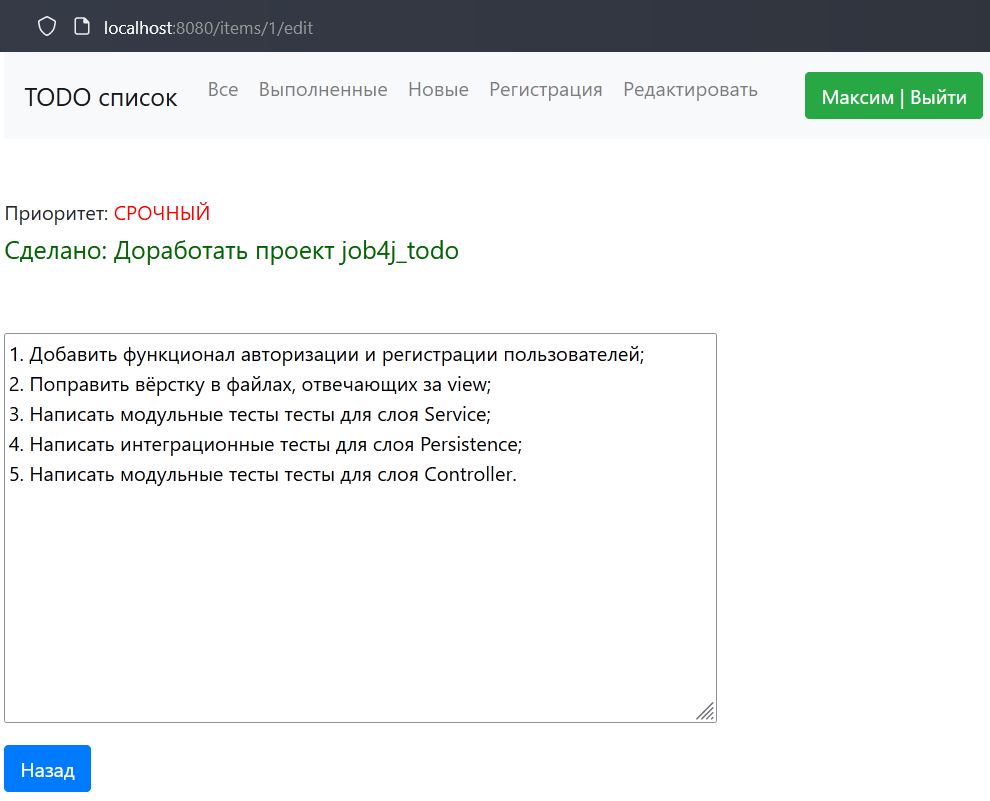 localhost:8080/items/1/edit
TODO список Все Выполненные Новые Регистрация Редактировать Максим | Выйти
Приоритет: СРОЧНЫЙ
Сделано: Доработать проект job4j_todo
1. Добавить функционал авторизации и регистрации пользователей;
2. Поправить вёрстку в файлах, отвечающих за view;
3. Написать модульные тесты тесты для слоя Service;
4. Написать интеграционные тесты для слоя Persistence;
5. Написать модульные тесты тесты для слоя Controller.
Назад